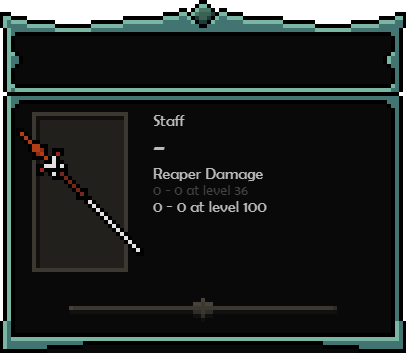 Staff
–
Reaper Damage
0 - 0 at level 36
0 - 0 at level 100